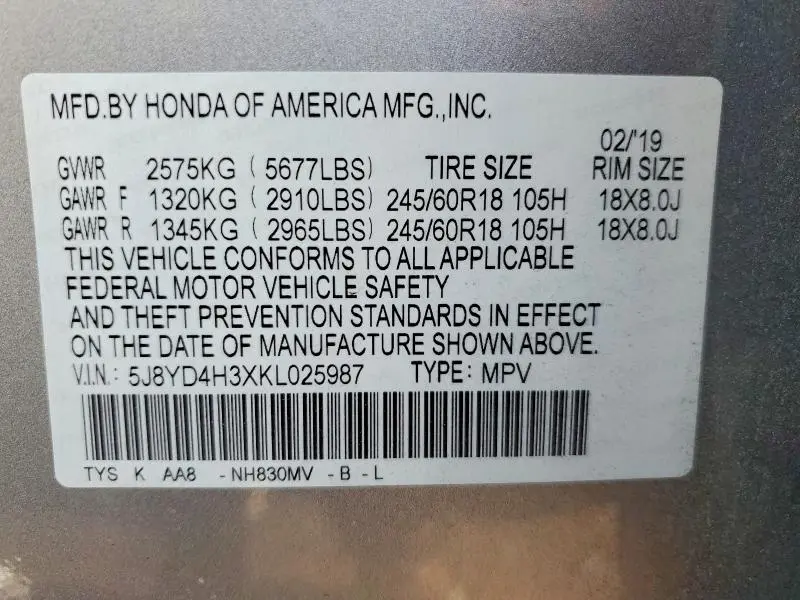 MFD.BY HONDA OF AMERICA MFG.,INC.
02/'19
GVWR 2575KG ( 5677LBS) TIRE SIZE RIM SIZE
GAWR F 1320KG ( 2910LBS) 245/60R18 105H 18X8.0J
GAWR R 1345KG ( 2965LBS) 245/60R18 105H 18X8.0J
THIS VEHICLE CONFORMS TO ALL APPLICABLE
FEDERAL MOTOR VEHICLE SAFETY
AND THEFT PREVENTION STANDARDS IN EFFECT
ON THE DATE OF MANUFACTURE SHOWN ABOVE.
V.I.N.: 5J8YD4H3XKL025987 TYPE: MPV
TYS K AA8 -NH830MV -B -L